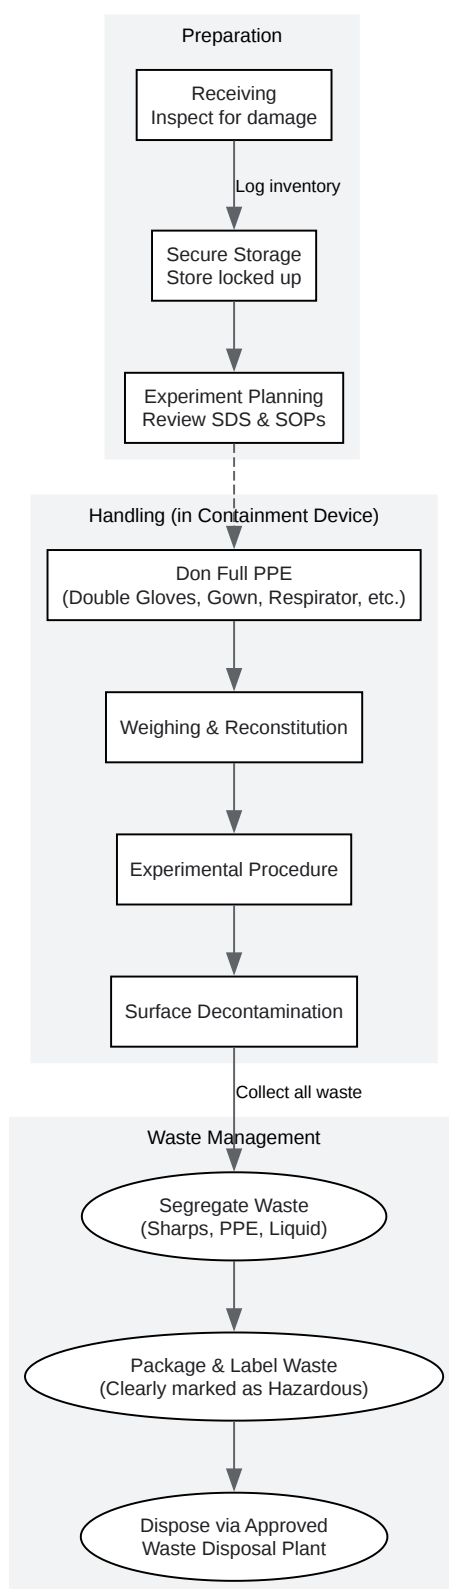 Preparation
Receiving
Inspect for damage
Log inventory
Secure Storage
Store locked up
Experiment Planning
Review SDS & SOPs
Handling (in Containment Device)
Don Full PPE
(Double Gloves, Gown, Respirator, etc.)
Weighing & Reconstitution
Experimental Procedure
Surface Decontamination
Collect all waste
Waste Management
Segregate Waste
(Sharps, PPE, Liquid)
Package & Label Waste
(Clearly marked as Hazardous)
Dispose via Approved
Waste Disposal Plant